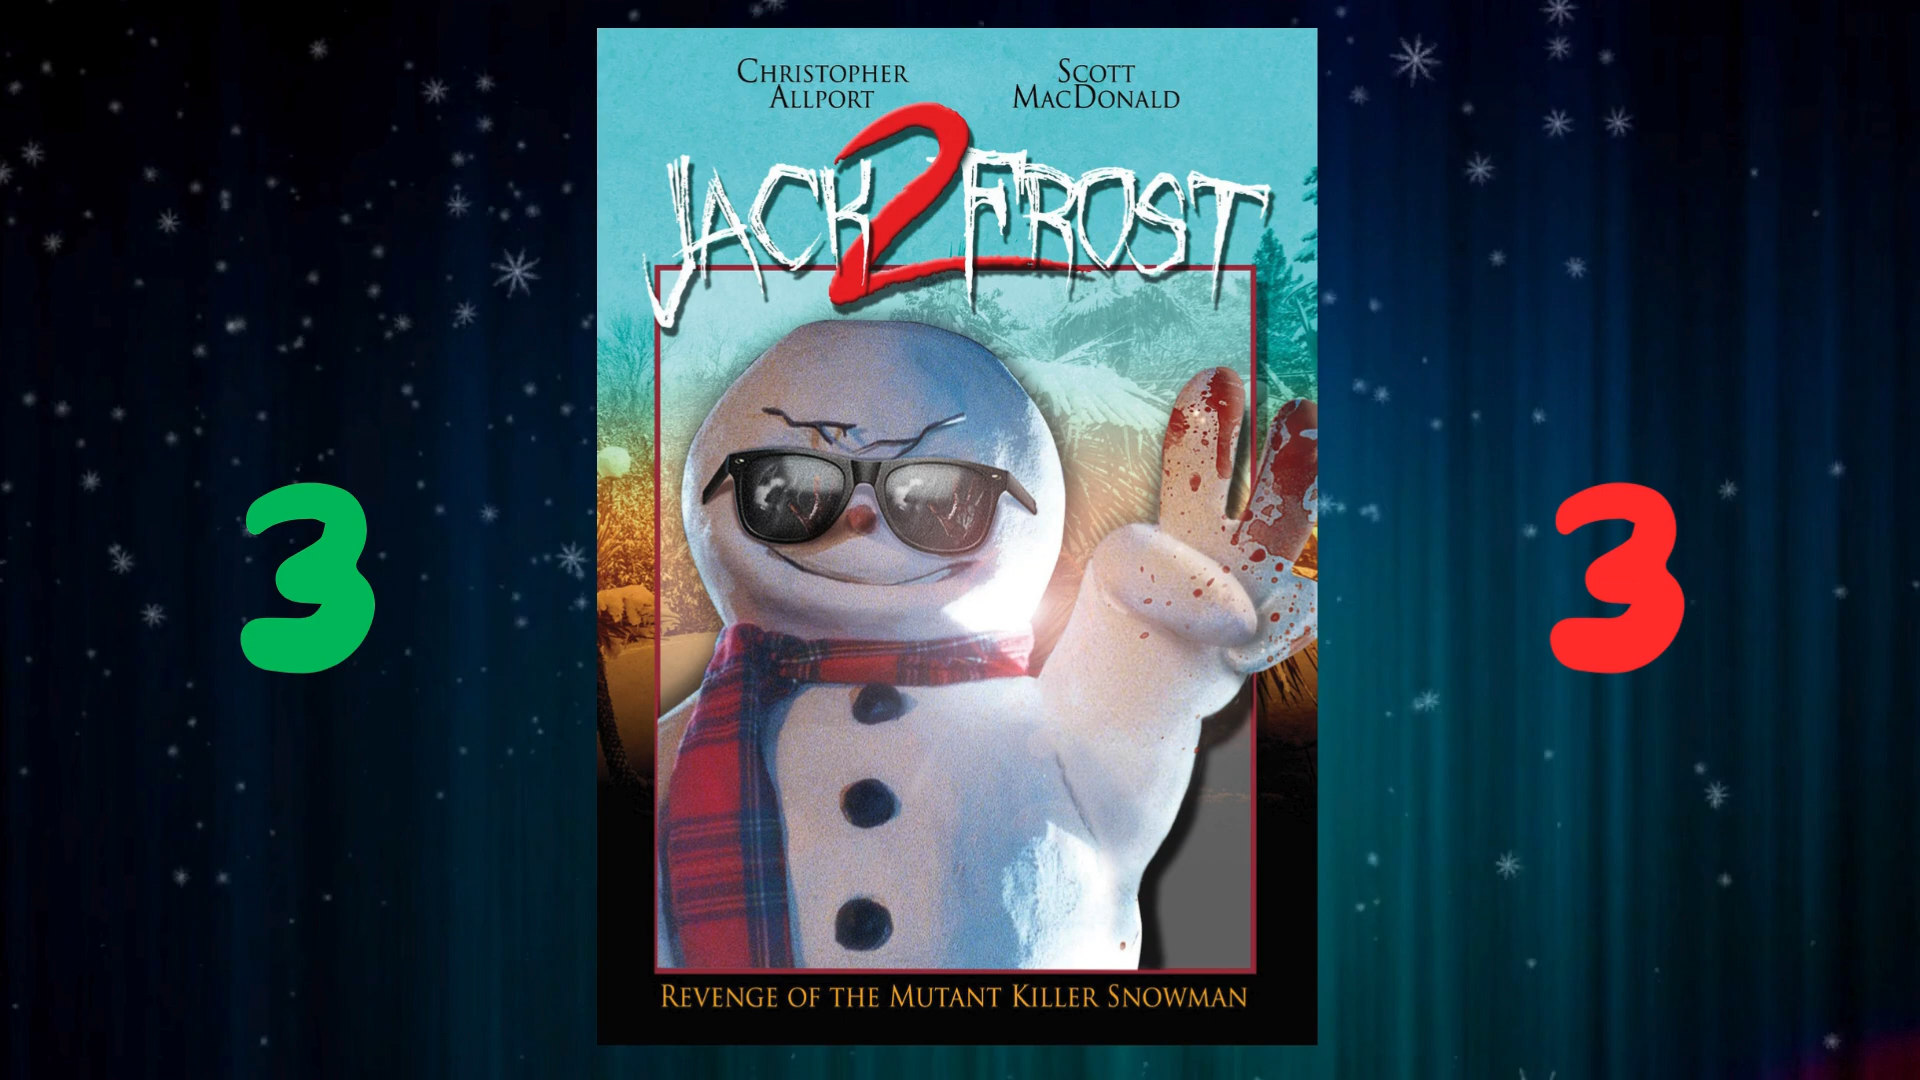 CHRISTOPHER
ALLPORT
SCOTT
MACDONALD
JACK 2 FROST
3
3
REVENGE OF THE MUTANT KILLER SNOWMAN